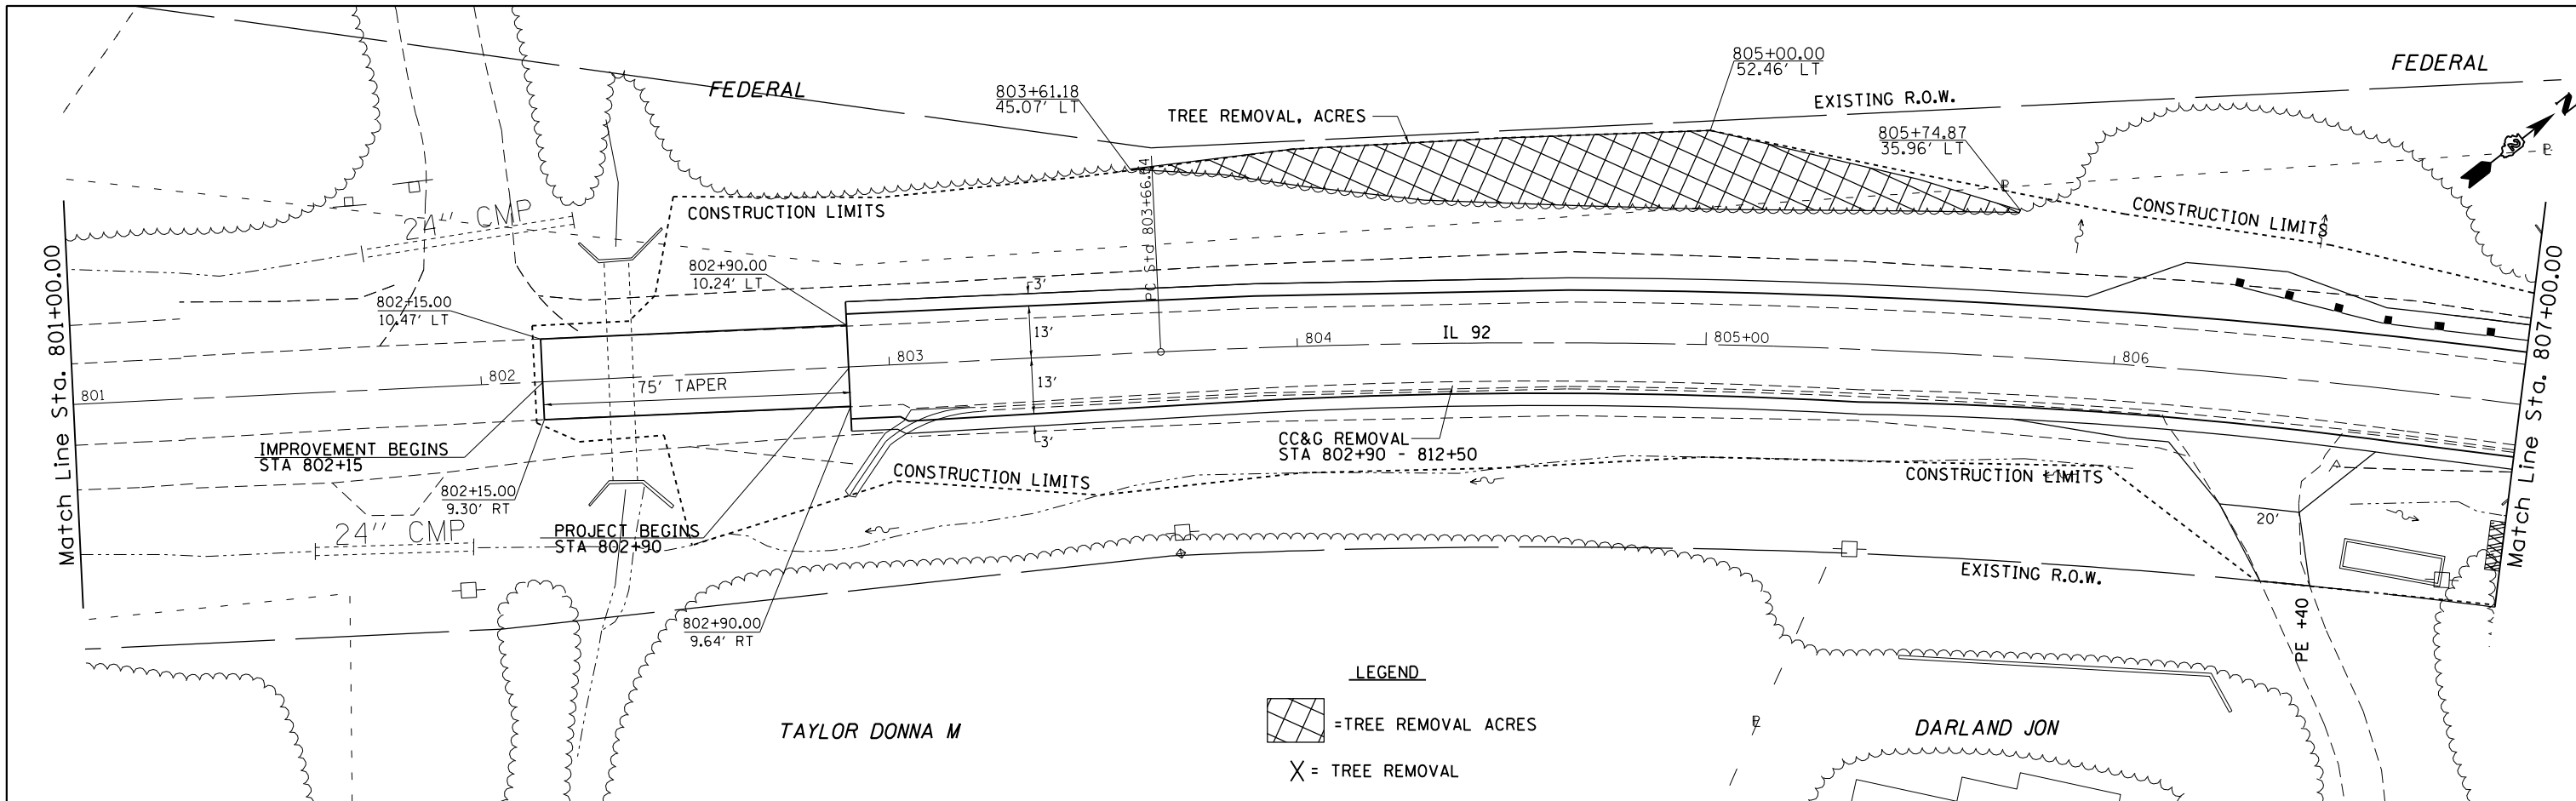 805+00.00
52.46' LT
FEDERAL
FEDERAL
803+61.18
45.07' LT
EXISTING R.O.W.
TREE REMOVAL, ACRES
805+74.87
35.96' LT
CONSTRUCTION LIMITS
CONSTRUCTION LIMITS
24" CMP
802+90.00
10.24' LT
802+15.00
10.47' LT
3'
13'
13'
3'
801
802
803
804
805+00
806
IL 92
75' TAPER
Match Line Sta. 801+00.00
Match Line Sta. 807+00.00
IMPROVEMENT BEGINS
STA 802+15
CC&G REMOVAL
STA 802+90 - 812+50
CONSTRUCTION LIMITS
CONSTRUCTION LIMITS
802+15.00
9.30' RT
24" CMP
PROJECT BEGINS
STA 802+90
20'
EXISTING R.O.W.
PE +40
802+90.00
9.64' RT
LEGEND
=TREE REMOVAL ACRES
X = TREE REMOVAL
TAYLOR DONNA M
DARLAND JON